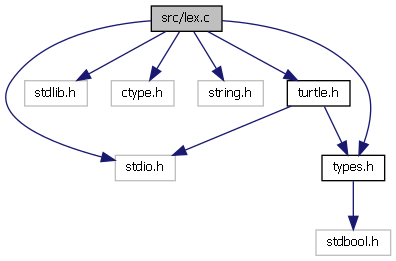 src/lex.c
stdlib.h
ctype.h
string.h
turtle.h
stdio.h
types.h
stdbool.h